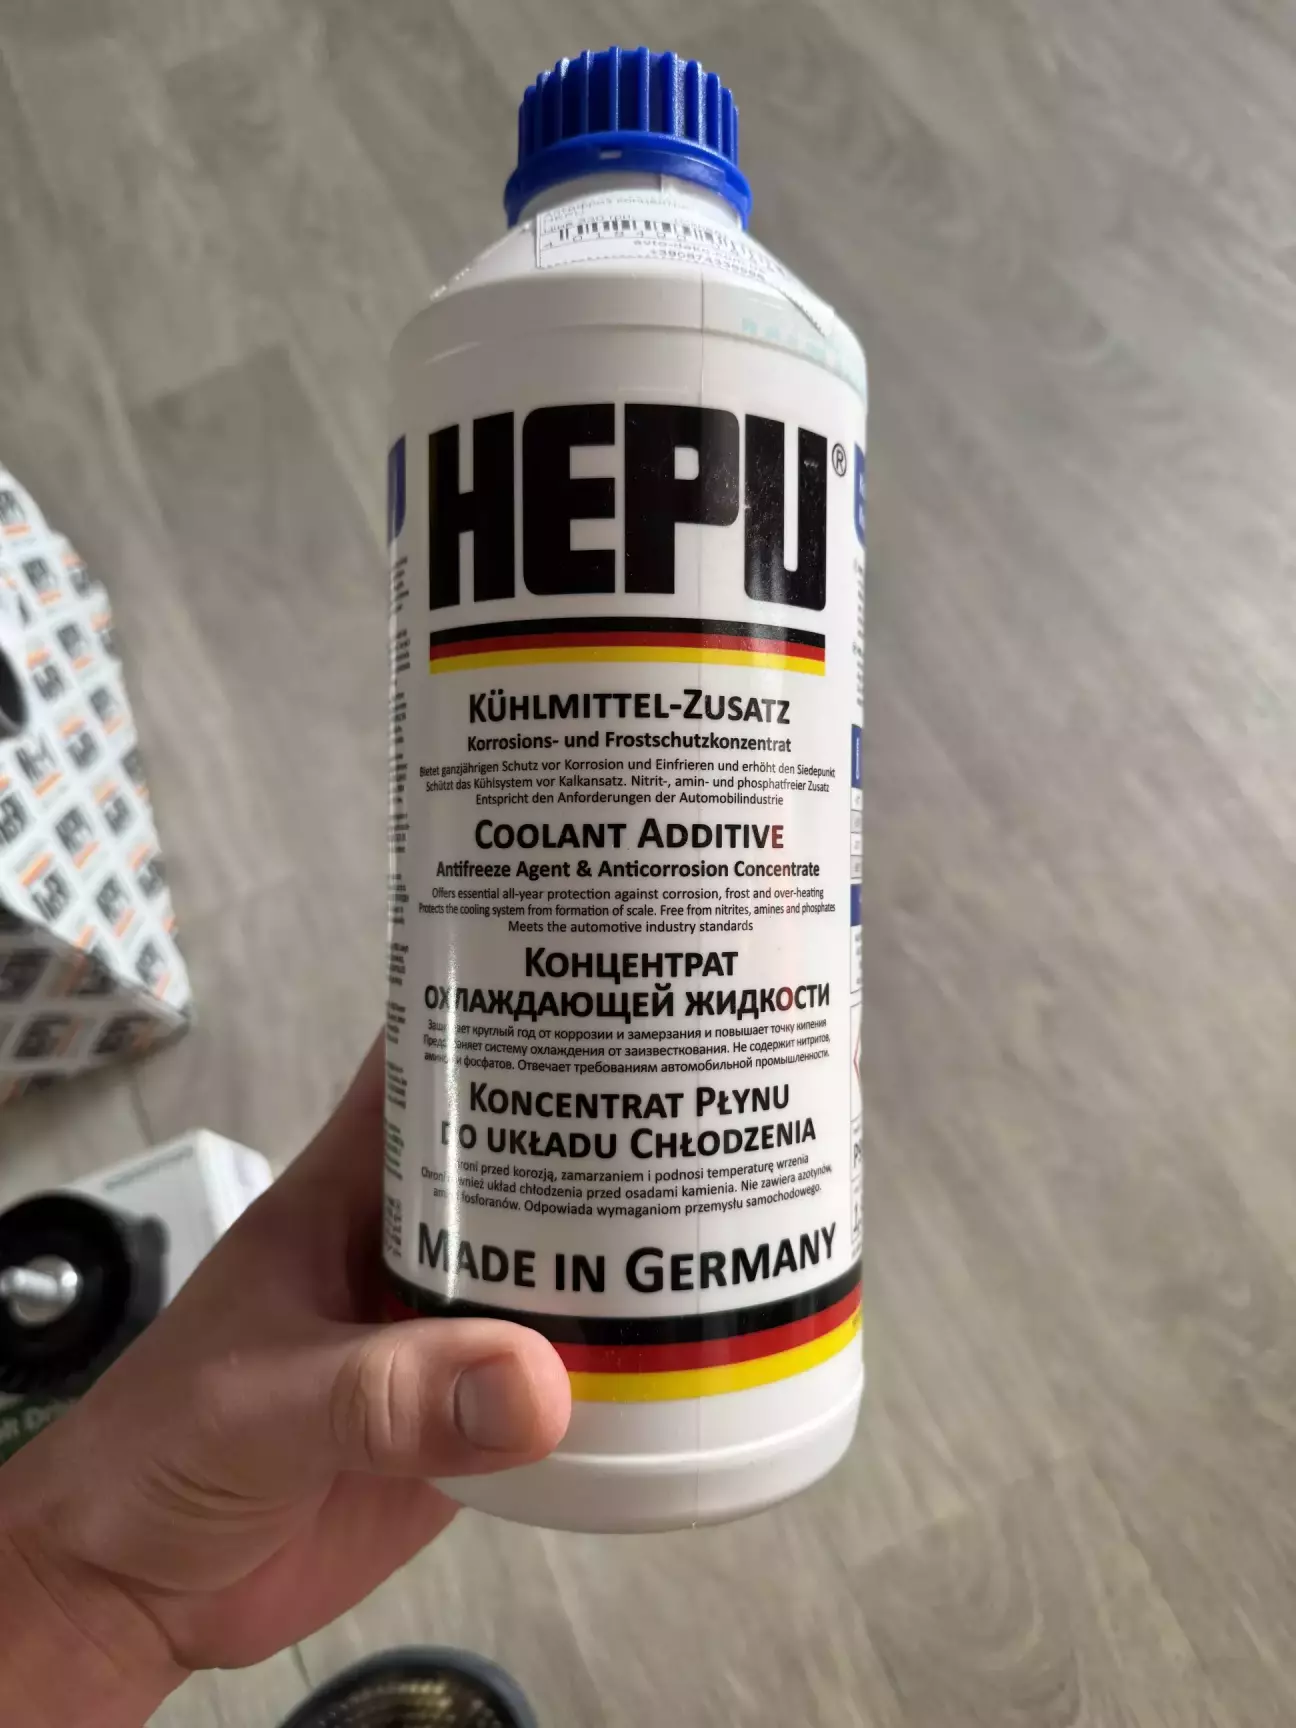 HEPU®
KÜHLMITTEL-ZUSATZ
Korrosions- und Frostschutzkonzentrat
Bietet ganzjährigen Schutz vor Korrosion und Einfrieren und erhöht den Siedepunkt
Schützt das Kühlsystem vor Kalkansatz. Nitrit-, amin- und phosphatfreier Zusatz
Entspricht den Anforderungen der Automobilindustrie
COOLANT ADDITIVE
Antifreeze Agent & Anticorrosion Concentrate
Offers essential all-year protection against corrosion, frost and over-heating
Protects the cooling system from formation of scale. Free from nitrites, amines and phosphates
Meets the automotive industry standards
КОНЦЕНТРАТ
ОХЛАЖДАЮЩЕЙ ЖИДКОСТИ
круглый год от коррозии и замерзания и повышает точку кипения
систему охлаждения от заизвесткования. Не содержит нитритов,
фосфатов. Отвечает требованиям автомобильной промышленности.
KONCENTRAT PŁYNU
DO UKŁADU CHŁODZENIA
przed korozją, zamarzaniem i podnosi temperaturę wrzenia
układ chłodzenia przed osadami kamienia. Nie zawiera azotynów,
fosforanów. Odpowiada wymaganiom przemysłu samochodowego.
MADE IN GERMANY